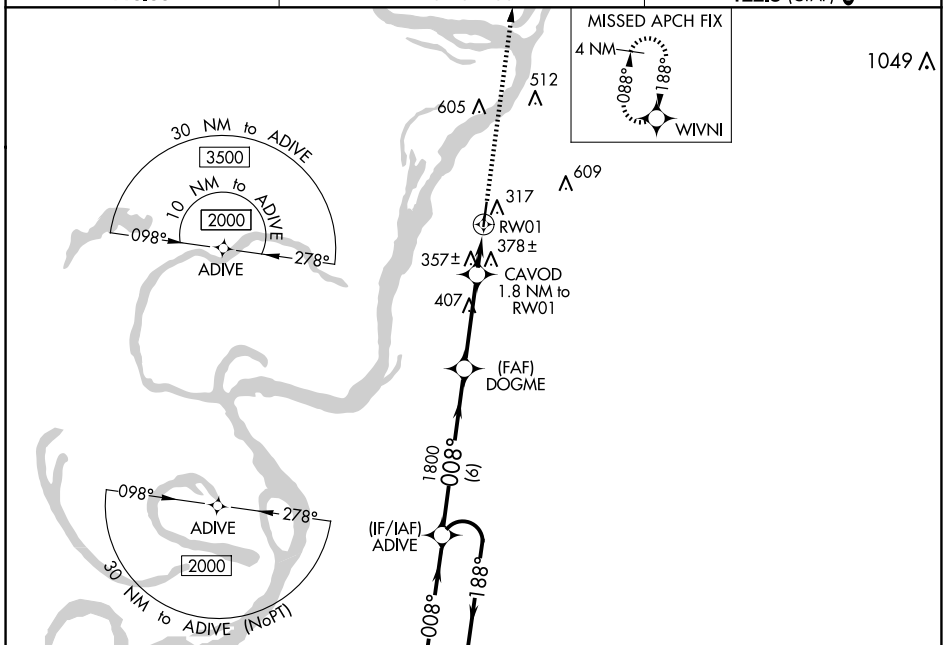 MISSED APCH FIX
4 NM
008°
188°
WIVNI
1049
512
605
30 NM to ADIVE
3500
10 NM to ADIVE
2000
098°
278°
ADIVE
609
317
RW01
378±
357±
CAVOD
1.8 NM to
RW01
407
(FAF)
DOGME
1800
008°
(6)
098°
278°
ADIVE
2000
30 NM to ADIVE (NoPT)
(IF/IAF)
ADIVE
008°
188°